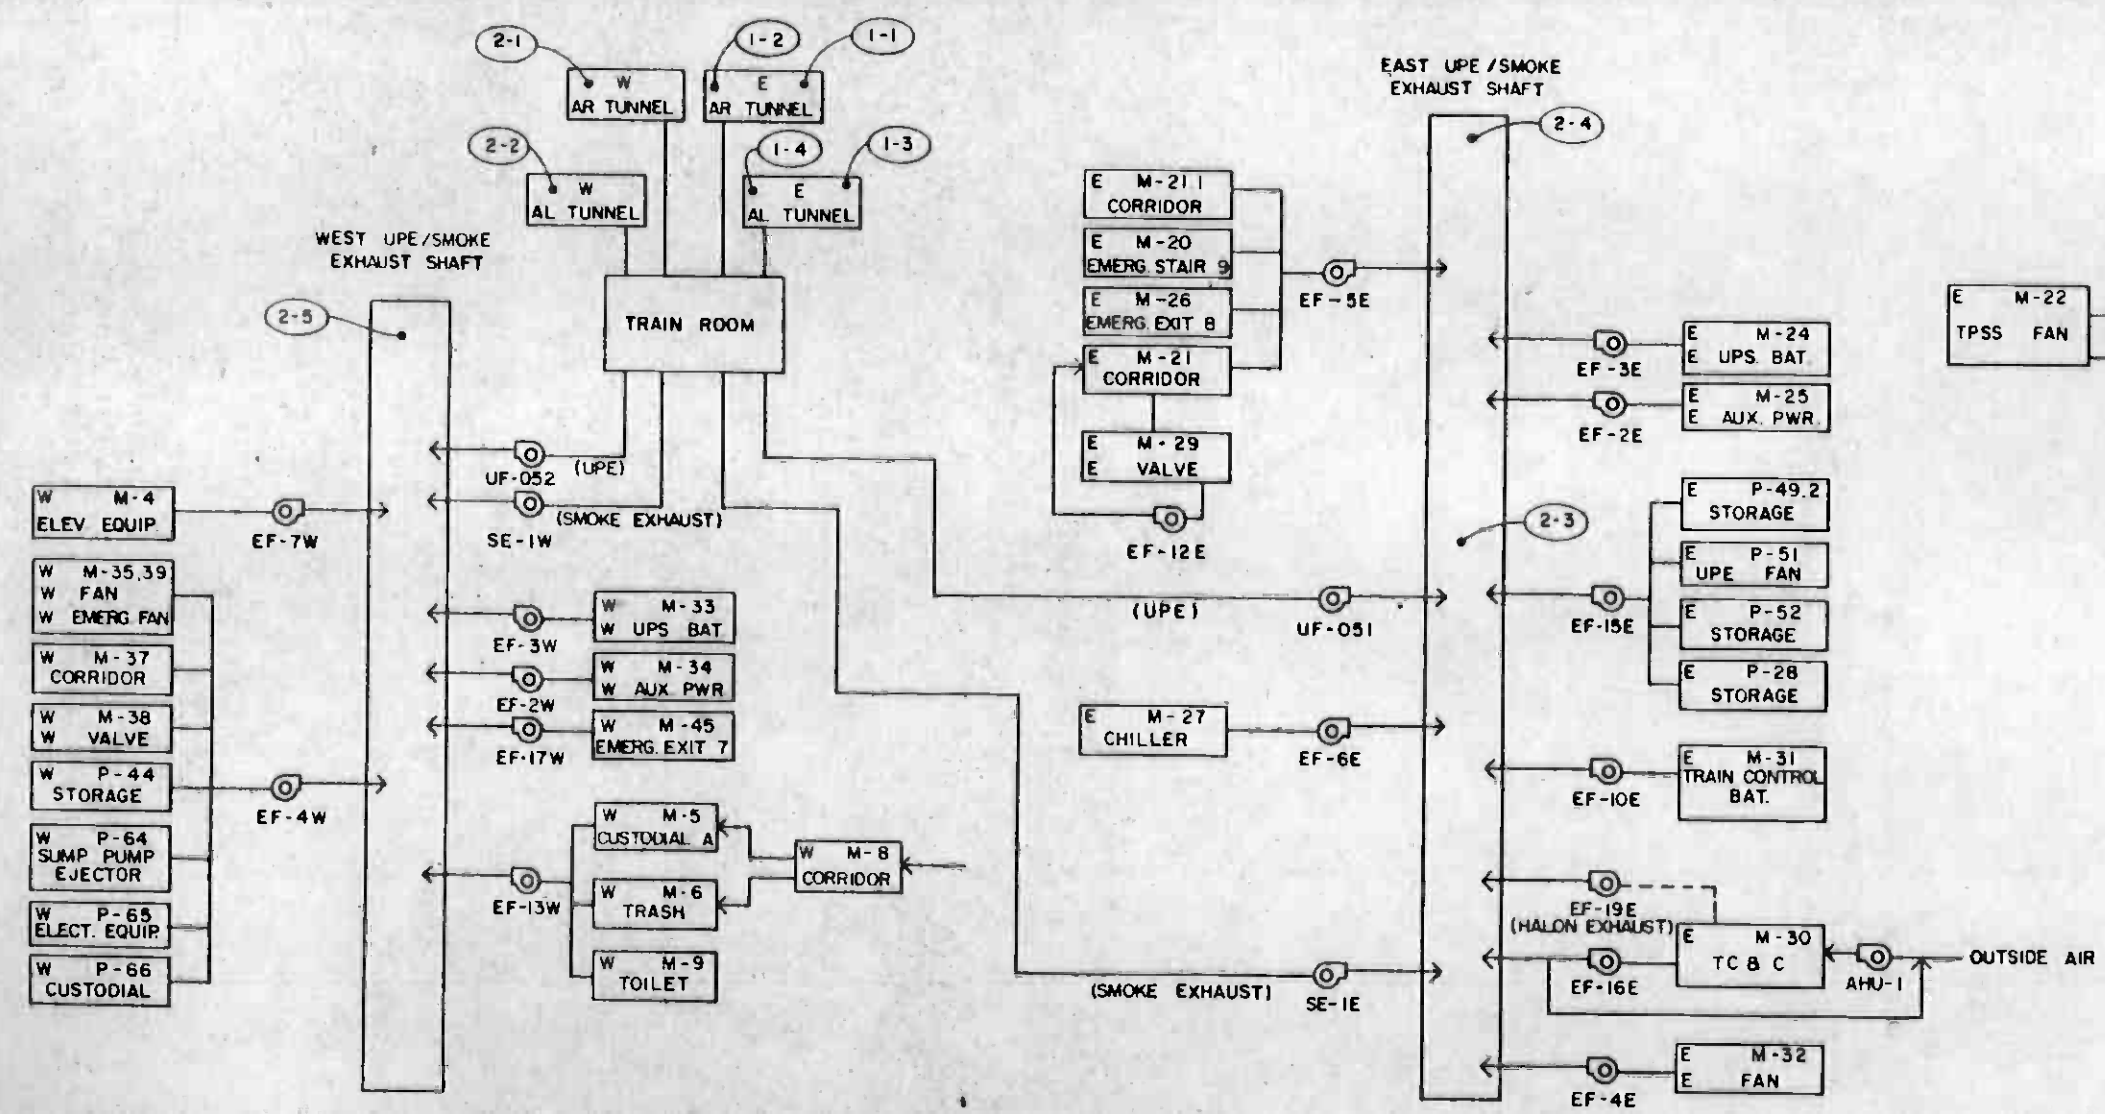 2-1
1-2
1-1
W
AR TUNNEL
E
AR TUNNEL
2-2
1-4
1-3
W
AL TUNNEL
E
AL TUNNEL
WEST UPE/SMOKE
EXHAUST SHAFT
2-5
TRAIN ROOM
UF-052
(UPE)
SE-1W
(SMOKE EXHAUST)
W M-4
ELEV EQUIP.
EF-7W
W M-35,39
W FAN
W EMERG FAN
W M-37
CORRIDOR
W M-38
W VALVE
W P-44
STORAGE
EF-4W
W P-64
SUMP PUMP
EJECTOR
W P-65
ELECT. EQUIP.
W P-66
CUSTODIAL
EF-3W
W M-33
W UPS BAT
EF-2W
W M-34
W AUX PWR
EF-17W
W M-45
EMERG. EXIT 7
W M-5
CUSTODIAL A
EF-13W
W M-6
TRASH
W M-8
CORRIDOR
W M-9
TOILET
EAST UPE/SMOKE
EXHAUST SHAFT
2-4
E M-21 1
CORRIDOR
E M-20
EMERG. STAIR 9
E M-26
EMERG. EXIT 8
EF-5E
E M-21
CORRIDOR
E M-29
E VALVE
EF-12E
2-3
(UPE)
UF-051
E M-27
CHILLER
EF-6E
(SMOKE EXHAUST)
SE-1E
EF-3E
E M-24
E UPS. BAT.
EF-2E
E M-25
E AUX. PWR.
E P-49.2
STORAGE
E P-51
UPE FAN
EF-15E
E P-52
STORAGE
E P-28
STORAGE
EF-10E
E M-31
TRAIN CONTROL
BAT.
EF-19E
(HALON EXHAUST)
E M-30
TC & C
EF-16E
AHU-1
OUTSIDE AIR
EF-4E
E M-32
E FAN
E M-22
TPSS FAN